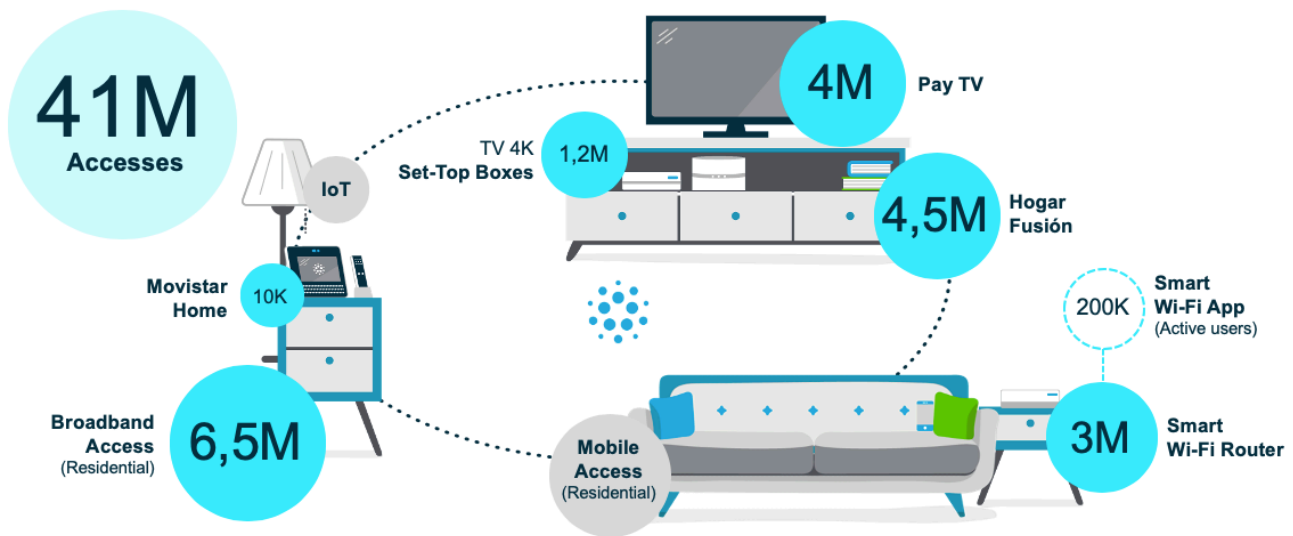 41M
Accesses
4M
Pay TV
TV 4K
Set-Top Boxes
1,2M
IoT
4,5M
Hogar
Fusión
Movistar
Home
10K
200K
Smart
Wi-Fi App
(Active users)
Broadband
Access
(Residential)
6,5M
Mobile
Access
(Residential)
3M
Smart
Wi-Fi Router